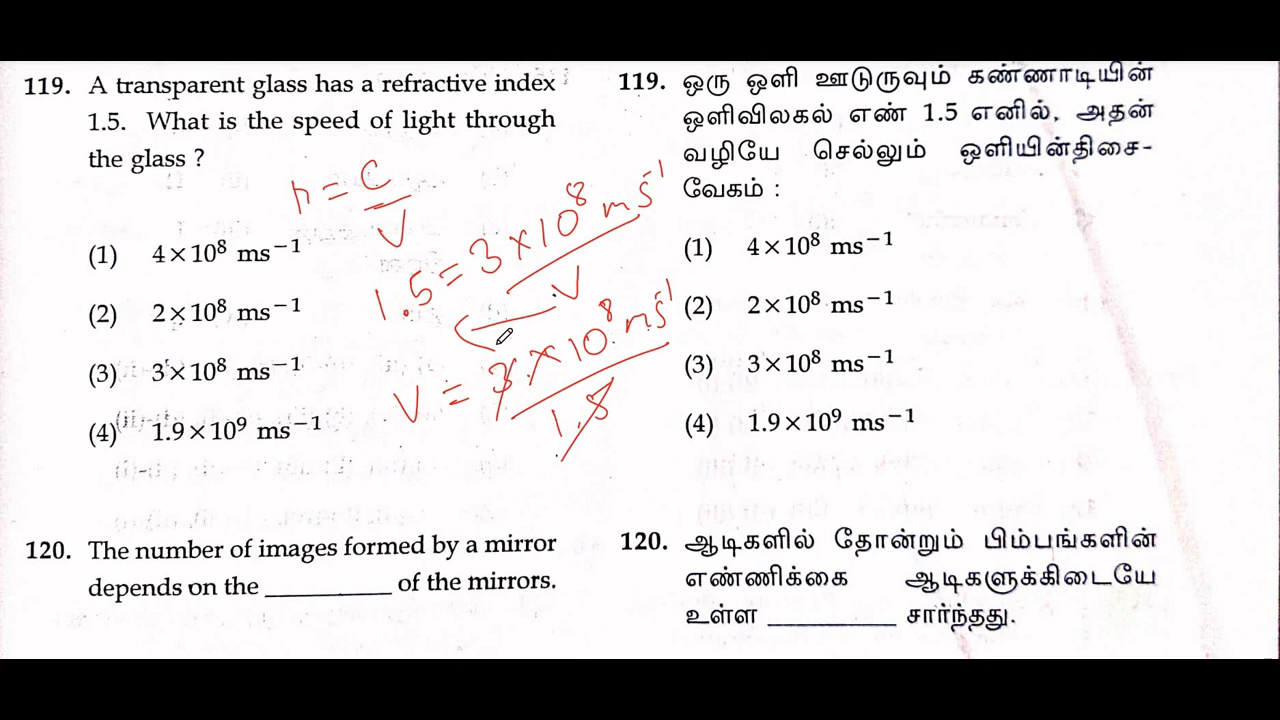 119. A transparent glass has a refractive index
1.5. What is the speed of light through
the glass ?
(1) 4×10⁸ ms⁻¹
(2) 2×10⁸ ms⁻¹
(3) 3×10⁸ ms⁻¹
(4) 1.9×10⁹ ms⁻¹
n = C
V
1.5 = 3×10⁸ ms⁻¹
V
V = 3×10⁸ ms⁻¹
1.5
120. The number of images formed by a mirror
depends on the __________ of the mirrors.
119. ஒரு ஒளி ஊடுருவும் கண்ணாடியின்
ஒளிவிலகல் எண் 1.5 எனில், அதன்
வழியே செல்லும் ஒளியின்திசை-
வேகம் :
(1) 4×10⁸ ms⁻¹
(2) 2×10⁸ ms⁻¹
(3) 3×10⁸ ms⁻¹
(4) 1.9×10⁹ ms⁻¹
120. ஆடிகளில் தோன்றும் பிம்பங்களின்
எண்ணிக்கை ஆடிகளுக்கிடையே
உள்ள __________ சார்ந்தது.